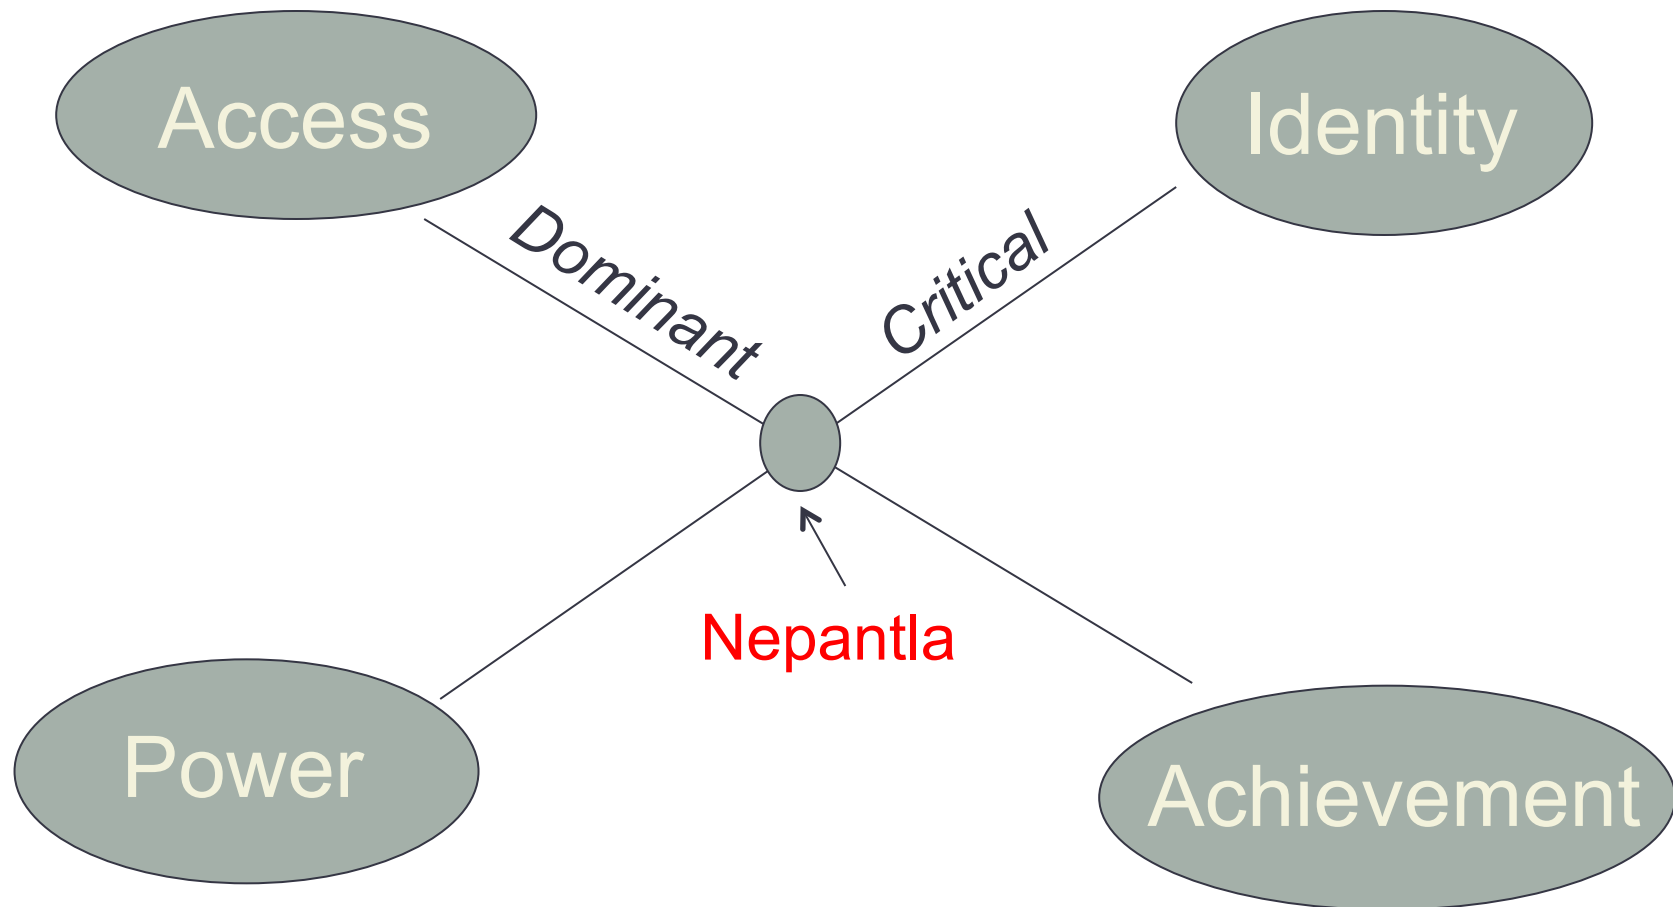 Access
Identity
Dominant
Critical
Nepantla
Power
Achievement